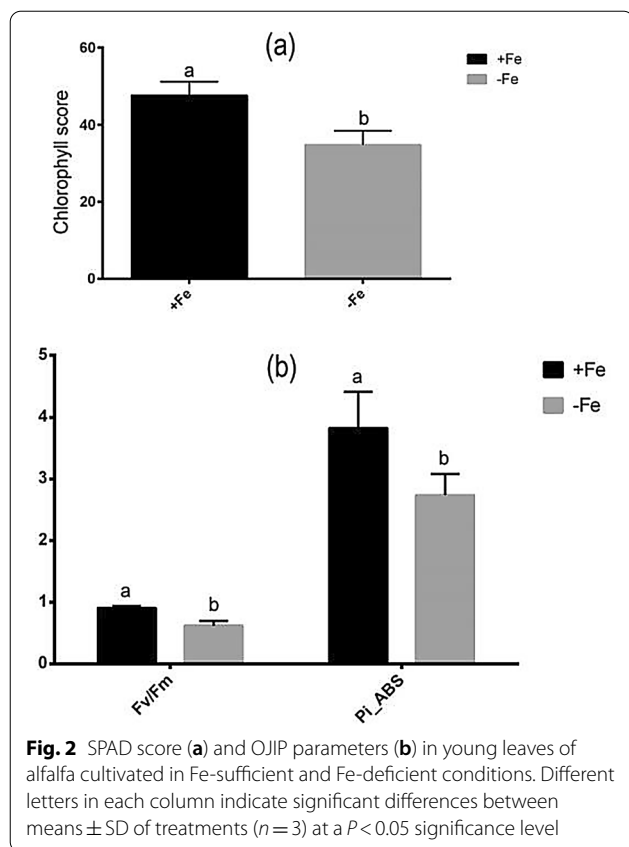 (a)
+Fe
-Fe
60
40
20
0
Chlorophyll score
a
b
+Fe
-Fe
(b)
+Fe
-Fe
5
4
3
2
1
0
a
b
a
b
Fv/Fm
Pi_ABS
Fig. 2 SPAD score (a) and OJIP parameters (b) in young leaves of
alfalfa cultivated in Fe-sufficient and Fe-deficient conditions. Different
letters in each column indicate significant differences between
means ± SD of treatments (n = 3) at a P < 0.05 significance level